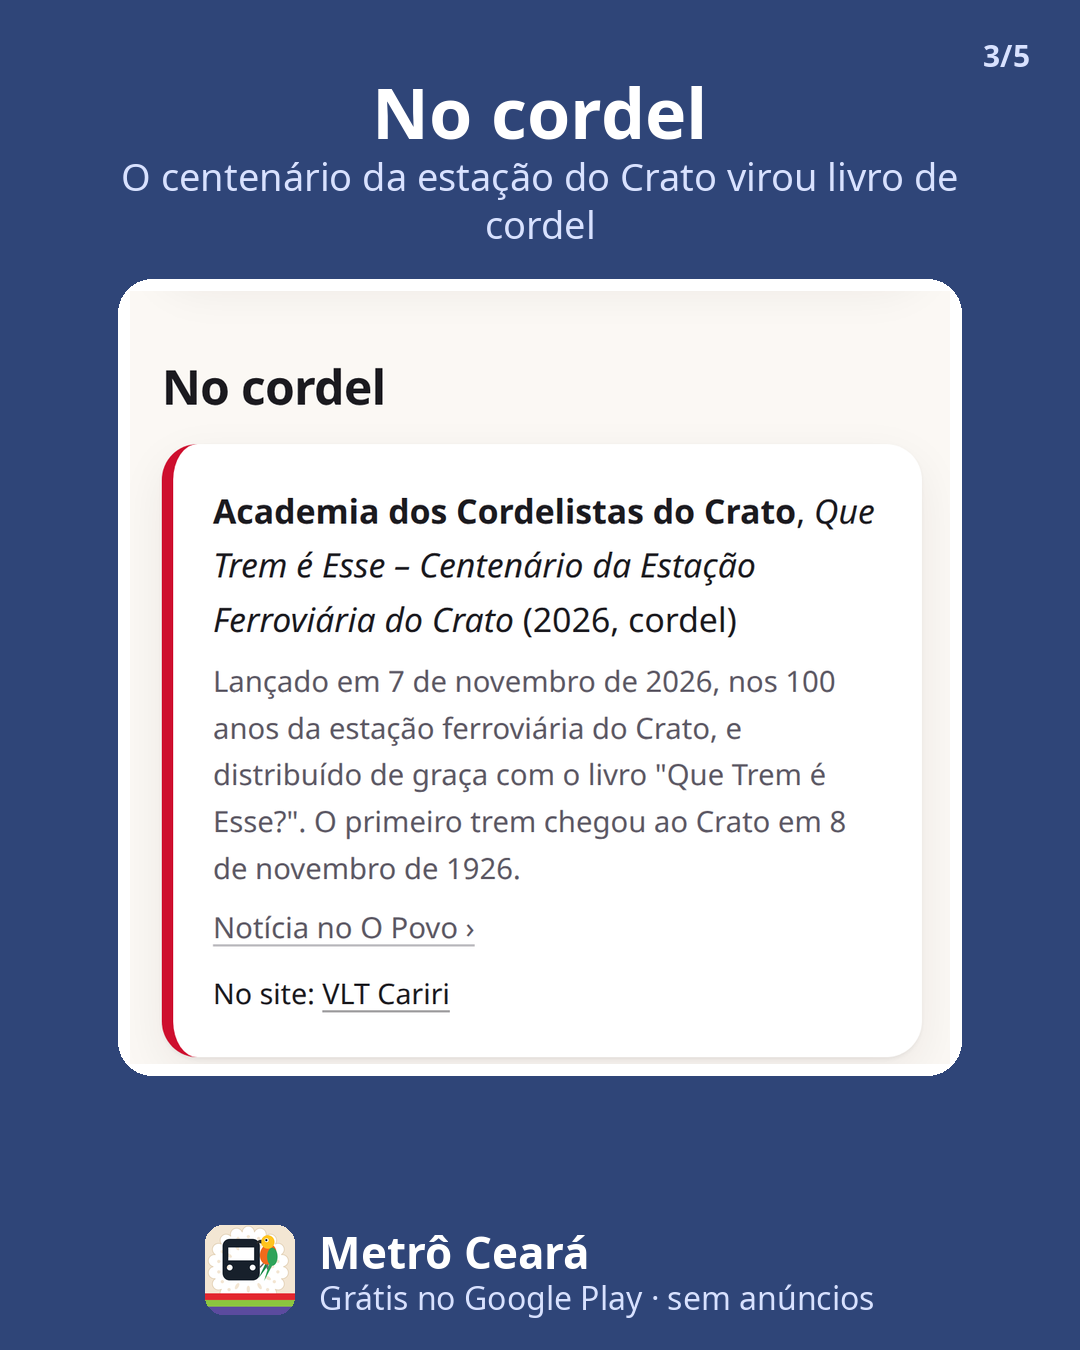 3/5
No cordel
O centenário da estação do Crato virou livro de
cordel
No cordel
Academia dos Cordelistas do Crato, Que
Trem é Esse – Centenário da Estação
Ferroviária do Crato (2026, cordel)
Lançado em 7 de novembro de 2026, nos 100
anos da estação ferroviária do Crato, e
distribuído de graça com o livro "Que Trem é
Esse?". O primeiro trem chegou ao Crato em 8
de novembro de 1926.
Notícia no O Povo ›
No site: VLT Cariri
Metrô Ceará
Grátis no Google Play · sem anúncios